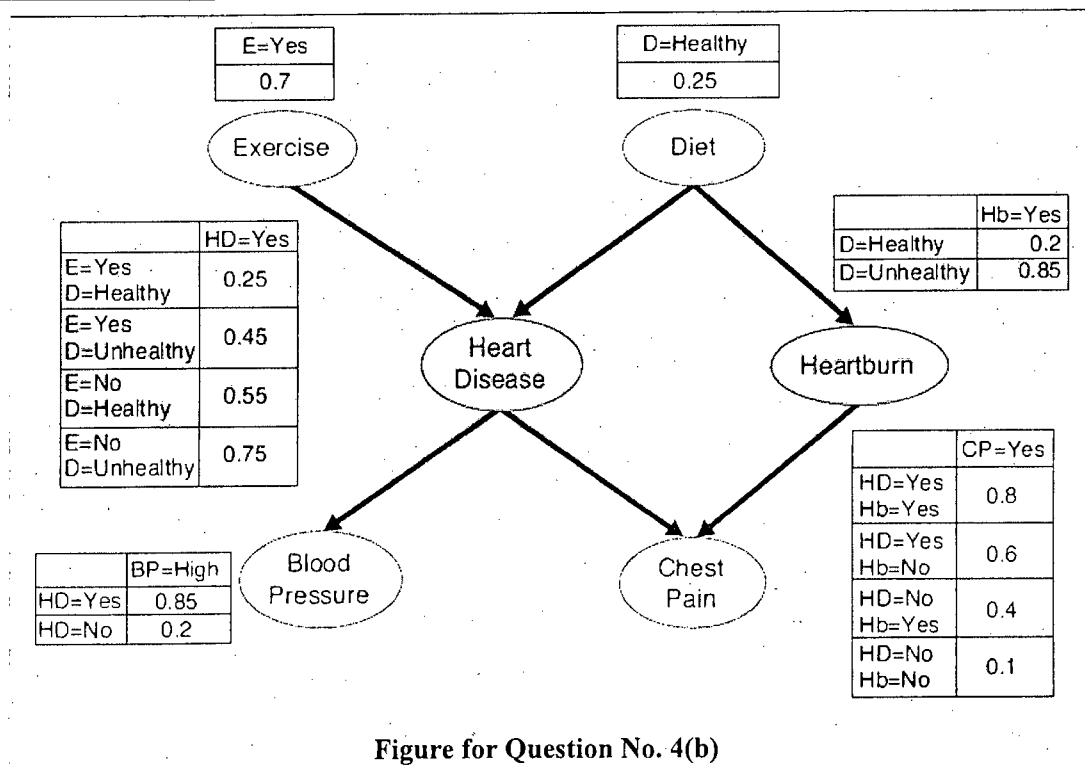 E=Yes
0.7
D=Healthy
0.25
Exercise
Diet
HD=Yes
E=Yes
D=Healthy
0.25
E=Yes
D=Unhealthy
0.45
E=No
D=Healthy
0.55
E=No
D=Unhealthy
0.75
Hb=Yes
D=Healthy 0.2
D=Unhealthy 0.85
Heart
Disease
Heartburn
BP=High
HD=Yes 0.85
HD=No 0.2
Blood
Pressure
Chest
Pain
CP=Yes
HD=Yes
Hb=Yes
0.8
HD=Yes
Hb=No
0.6
HD=No
Hb=Yes
0.4
HD=No
Hb=No
0.1
Figure for Question No. 4(b)